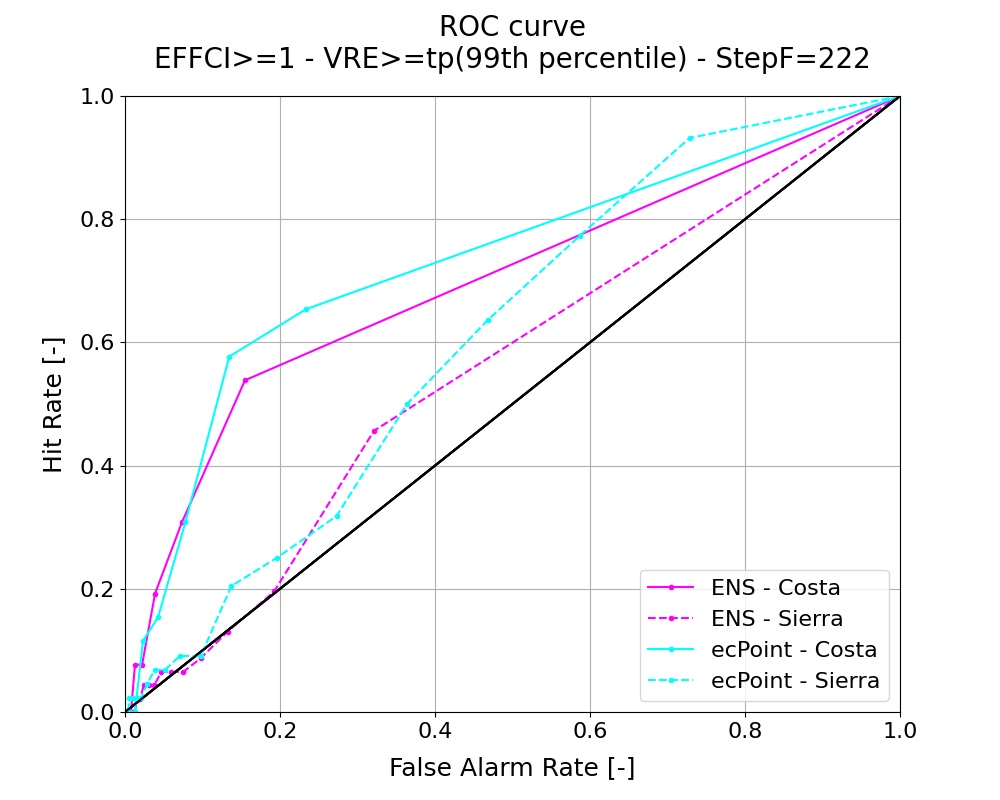 ROC curve
EFFCI>=1 - VRE>=tp(99th percentile) - StepF=222
1.0
0.8
0.6
0.4
0.2
0.0
Hit Rate [-]
0.0 0.2 0.4 0.6 0.8 1.0
False Alarm Rate [-]
ENS - Costa
ENS - Sierra
ecPoint - Costa
ecPoint - Sierra